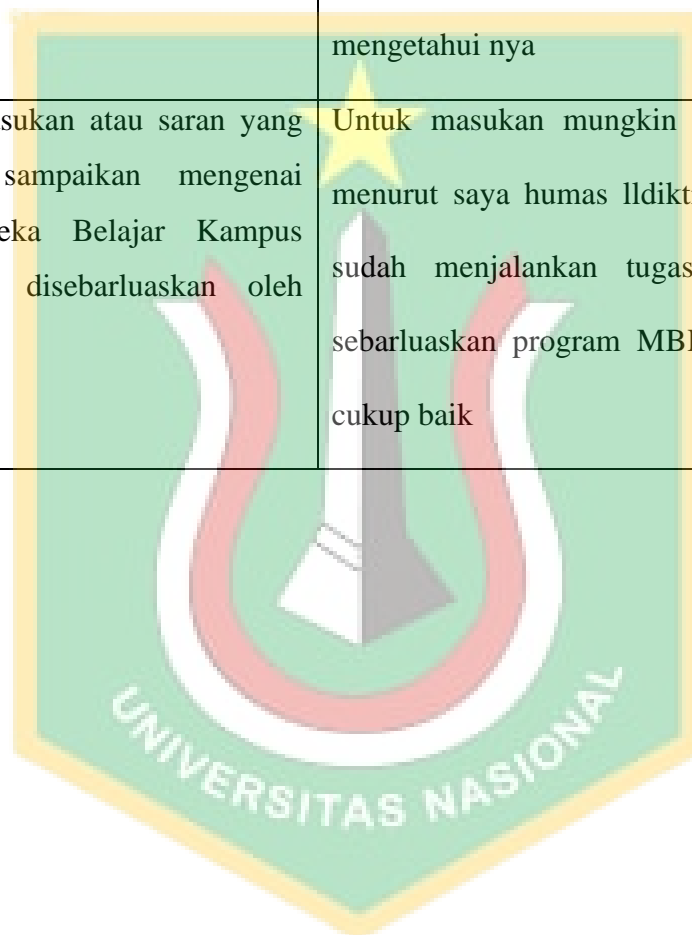 mengetahui nya
sukan atau saran yang
sampaikan mengenai
eka Belajar Kampus
disebarluaskan oleh
Untuk masukan mungkin
menurut saya humas lldikt
sudah menjalankan tugas
sebarluaskan program MB
cukup baik
UNIVERSITAS NASIONAL